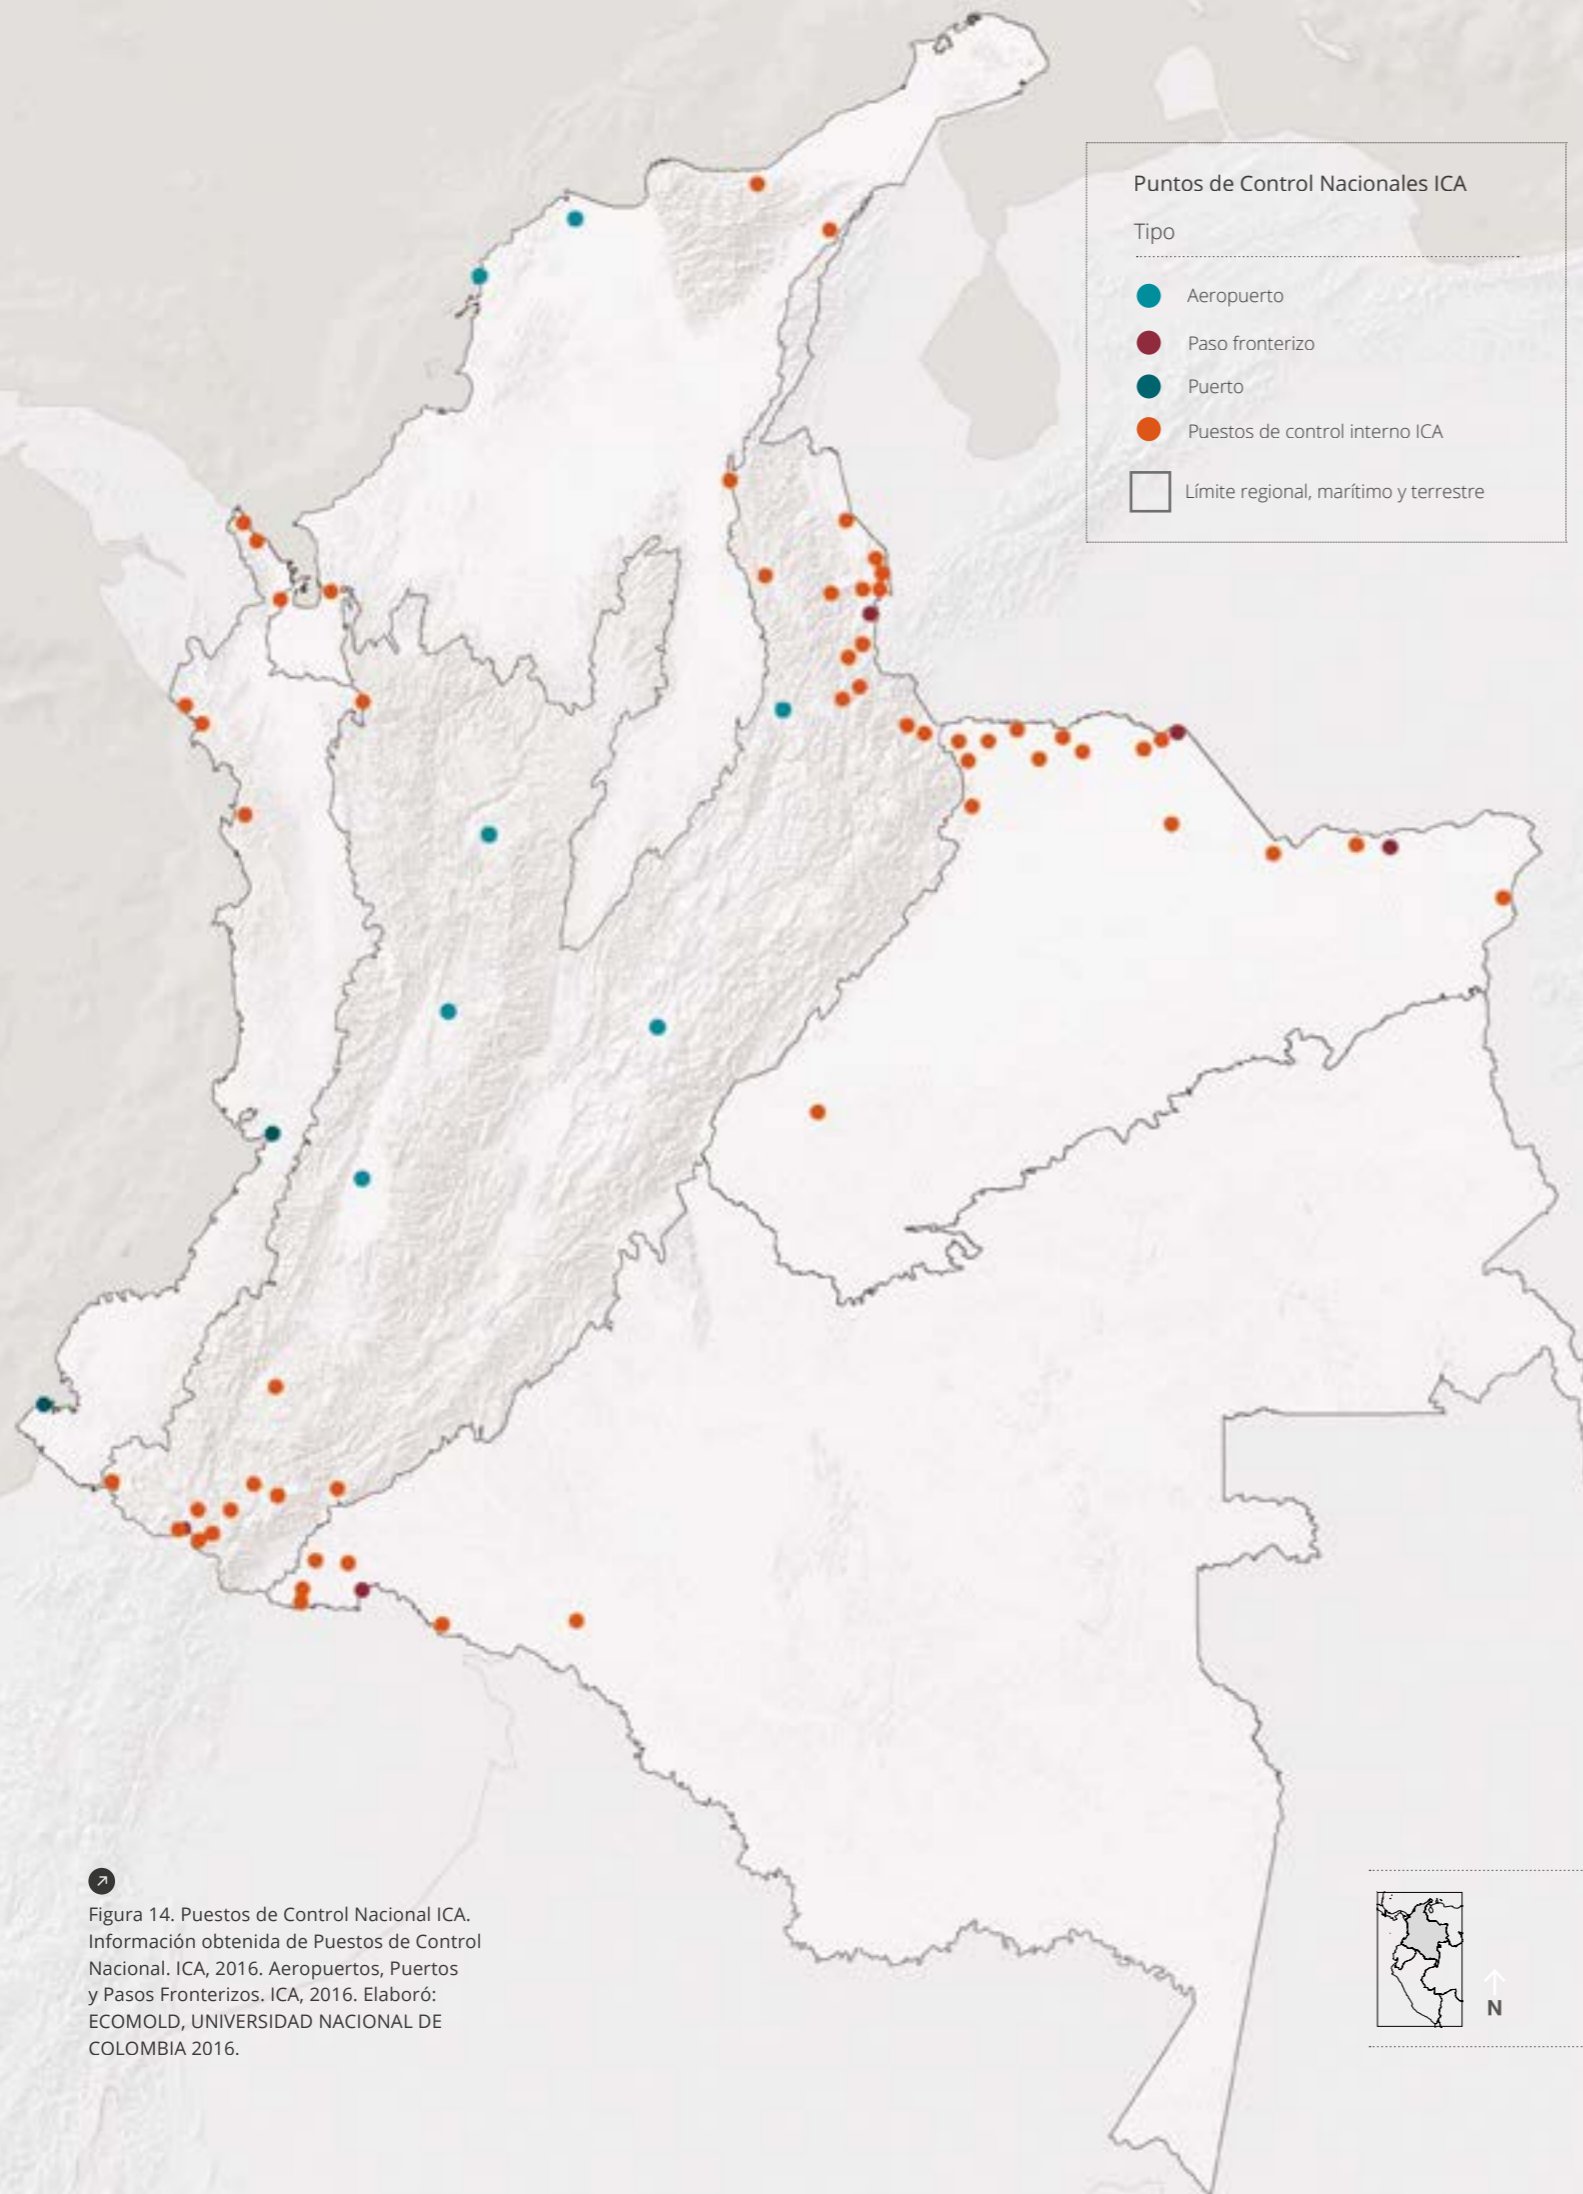 Puntos de Control Nacionales ICA
Tipo
Aeropuerto
Paso fronterizo
Puerto
Puestos de control interno ICA
Límite regional, marítimo y terrestre
Figura 14. Puestos de Control Nacional ICA.
Información obtenida de Puestos de Control
Nacional. ICA, 2016. Aeropuertos, Puertos
y Pasos Fronterizos. ICA, 2016. Elaboró:
ECOMOLD, UNIVERSIDAD NACIONAL DE
COLOMBIA 2016.
N